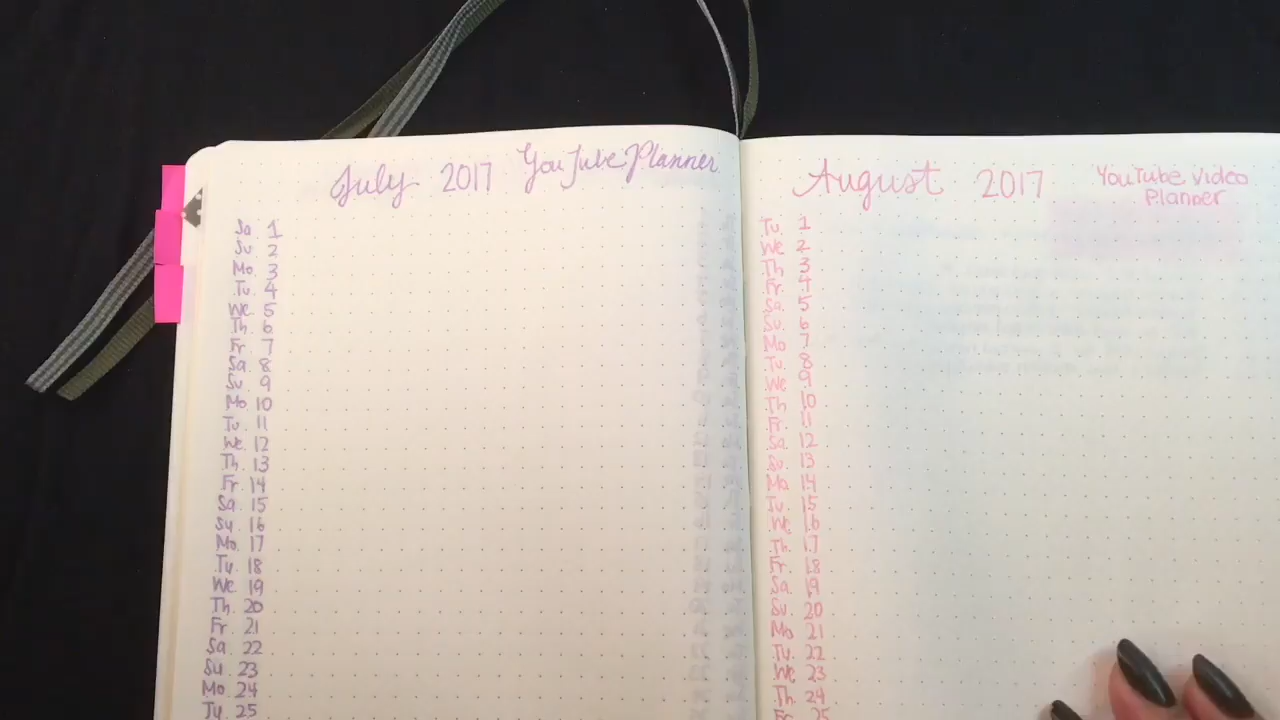 July 2017 YouTube Planner
Sa 1
Su 2
Mo 3
Tu 4
We 5
Th 6
Fr 7
Sa 8
Su 9
Mo 10
Tu 11
We 12
Th 13
Fr 14
Sa 15
Su 16
Mo 17
Tu 18
We 19
Th 20
Fr 21
Sa 22
Su 23
Mo 24
Tu 25
August 2017 YouTube Video
Planner
Tu 1
We 2
Th 3
Fr 4
Sa 5
Su 6
Mo 7
Tu 8
We 9
Th 10
Fr 11
Sa 12
Su 13
Mo 14
Tu 15
We 16
Th 17
Fr 18
Sa 19
Su 20
Mo 21
Tu 22
We 23
Th 24
Fr 25